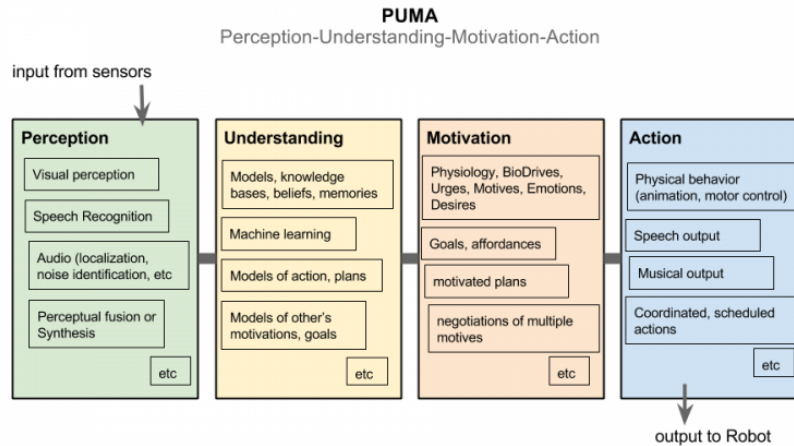 PUMA
Perception-Understanding-Motivation-Action
input from sensors
Perception
Visual perception
Speech Recognition
Audio (localization,
noise identification, etc
Perceptual fusion or
Synthesis
etc
Understanding
Models, knowledge
bases, beliefs, memories
Machine learning
Models of action, plans
Models of other's
motivations, goals
etc
Motivation
Physiology, BioDrives,
Urges, Motives, Emotions,
Desires
Goals, affordances
motivated plans
negotiations of multiple
motives
etc
Action
Physical behavior
(animation, motor control)
Speech output
Musical output
Coordinated, scheduled
actions
etc
output to Robot